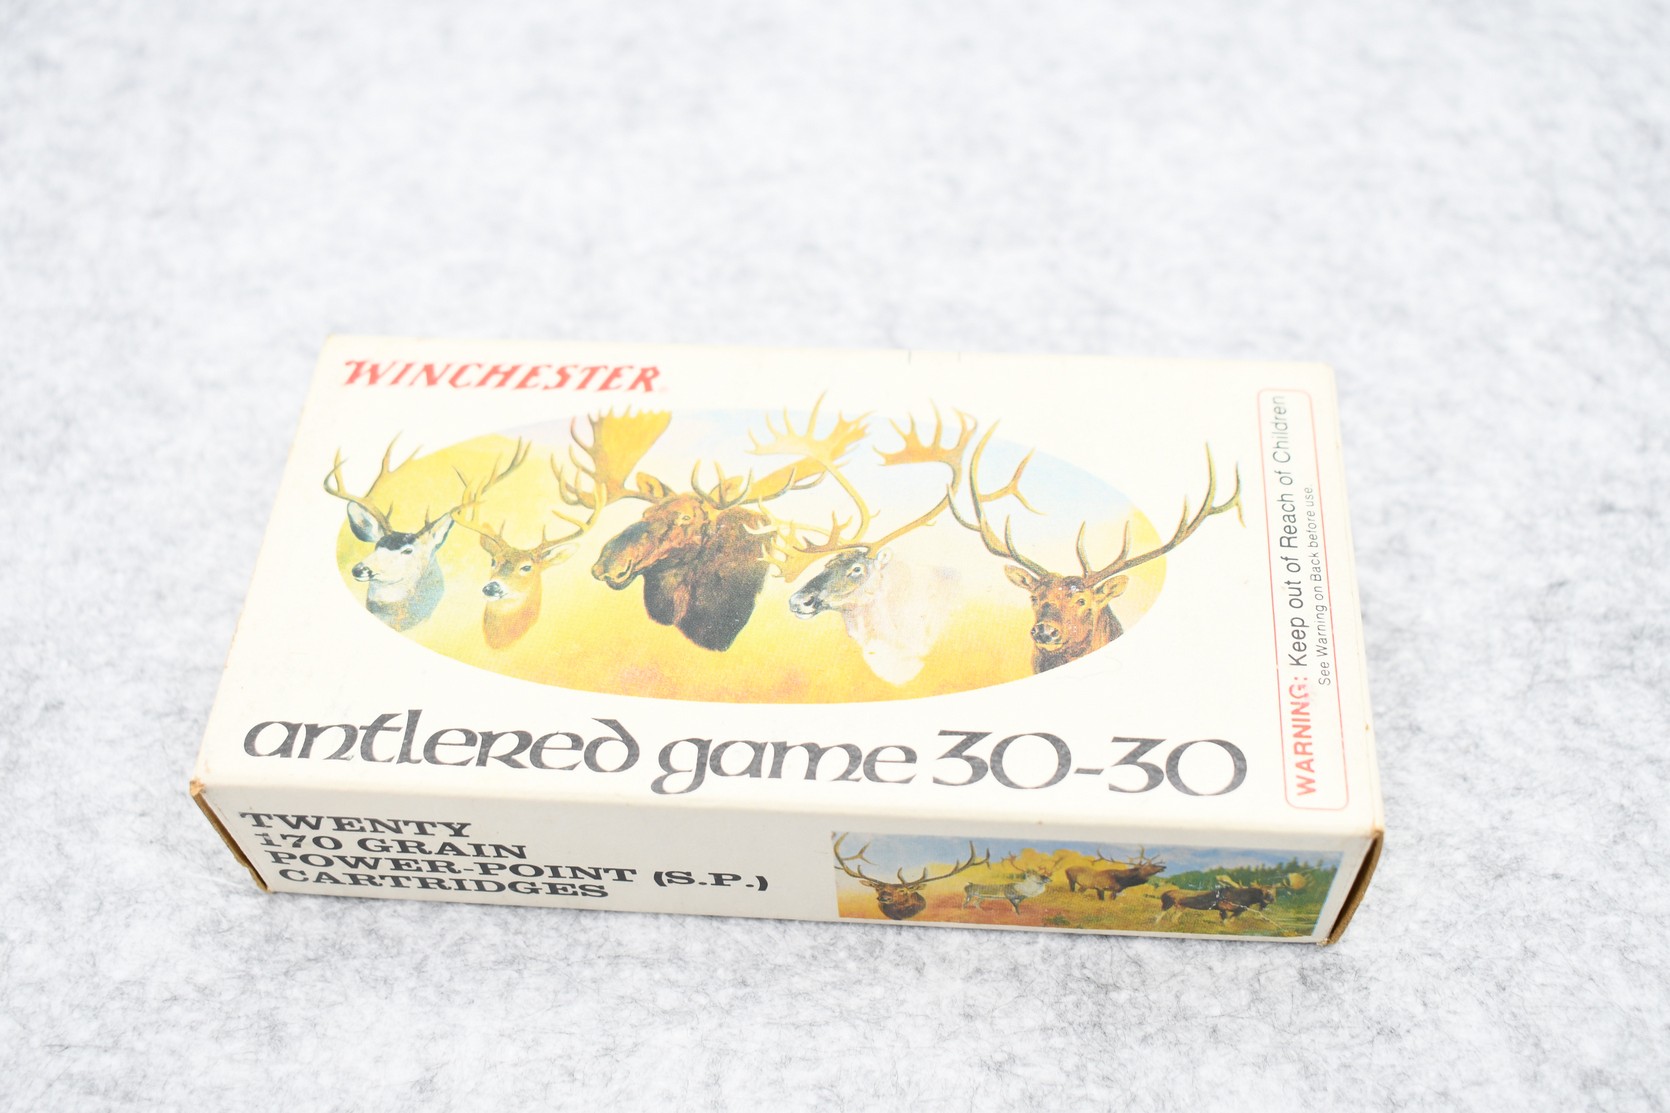 WINCHESTER
antlered game 30-30
WARNING: Keep out of Reach of Children
See Warning on Back before use.
TWENTY
170 GRAIN
POWER-POINT (S.P.)
CARTRIDGES